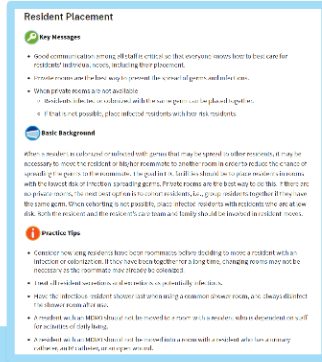 Resident Placement
Key Messages
• Good communication among all staff is critical so that everyone knows how to best care for
residents' individual needs, including their placement.
• Private rooms are the best way to prevent the spread of germs and infections.
• When private rooms are not available
○ Residents infected or colonized with the same germ can be placed together.
○ If that is not possible, place infected residents with low risk residents
Basic Background
When a resident is colonized or infected with germs that may be spread to other residents, it may be
necessary to move the resident or his/her roommate to another room in order to reduce the chance of
spreading the germs to the roommate. The goal in facilities should be to place residents in rooms
with the lowest risk of infection spreading germs. Private rooms are the best way to do this. If there are
no private rooms, the next best option is to cohort residents, i.e., group residents together if they have
the same germ. When cohorting is not possible, place infected residents with residents who are at low
risk. Both the resident and the resident's care team and family should be involved in resident moves.
Practice Tips
• Consider how long residents have been roommates before deciding to move a resident with an
infection or colonization. If they have been together for a long time, changing rooms may not be
necessary as the roommate may already be colonized.
• Treat all resident secretions and excretions as potentially infectious.
• Have the infectious resident shower last when using a common shower room, and always disinfect
the shower room after use.
• A resident with an MDRO should not be moved to a room with a resident who is dependent on staff
for activities of daily living.
• A resident with an MDRO should not be moved into a room with a resident who has a urinary
catheter, an IV catheter, or an open wound.